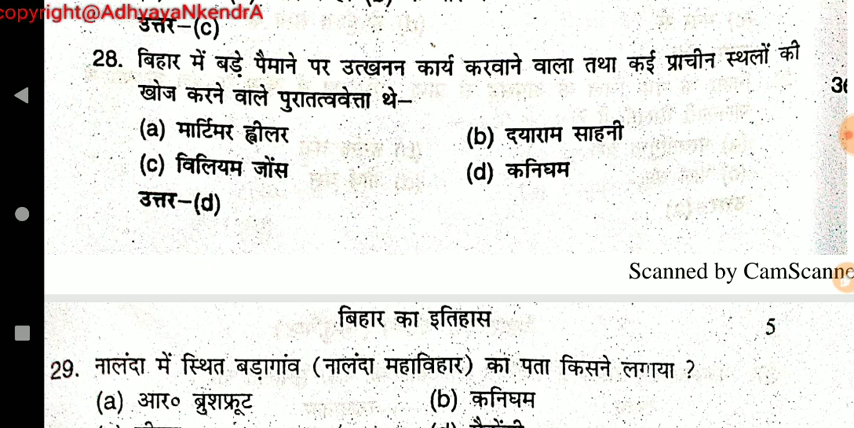 copyright@AdhyayaNkendrA
उत्तर–(c)
28. बिहार में बड़े पैमाने पर उत्खनन कार्य करवाने वाला तथा कई प्राचीन स्थलों की
खोज करने वाले पुरातत्ववेत्ता थे–
(a) मार्टिमर ह्वीलर (b) दयाराम साहनी
(c) विलियम जोंस (d) कनिघम
उत्तर–(d)
Scanned by CamScanne
बिहार का इतिहास 5
29. नालंदा में स्थित बड़ागांव (नालंदा महाविहार) का पता किसने लगाया ?
(a) आर० ब्रुशफ्रूट (b) कनिघम